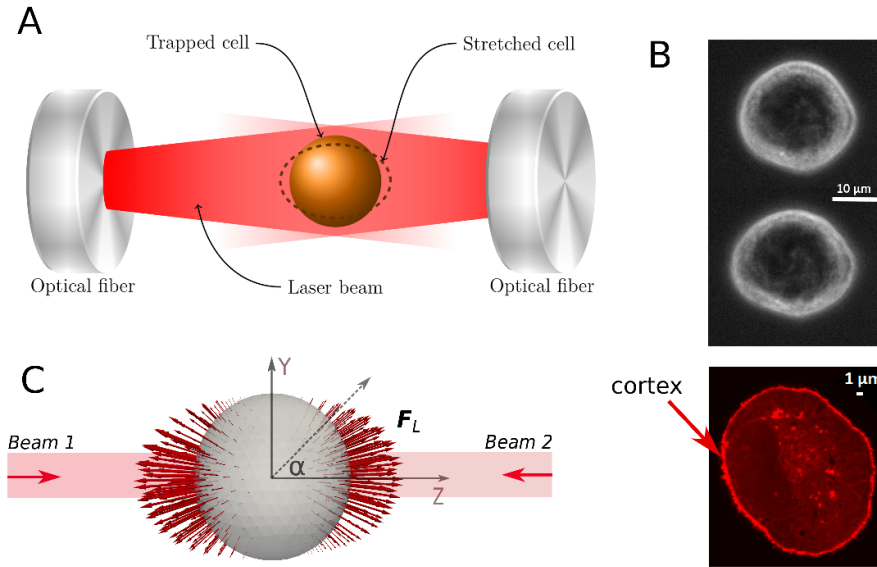 A
Trapped cell
Stretched cell
Optical fiber
Laser beam
Optical fiber
B
10 μm
C
Y
F_L
Beam 1
Beam 2
α
Z
cortex
1 μm